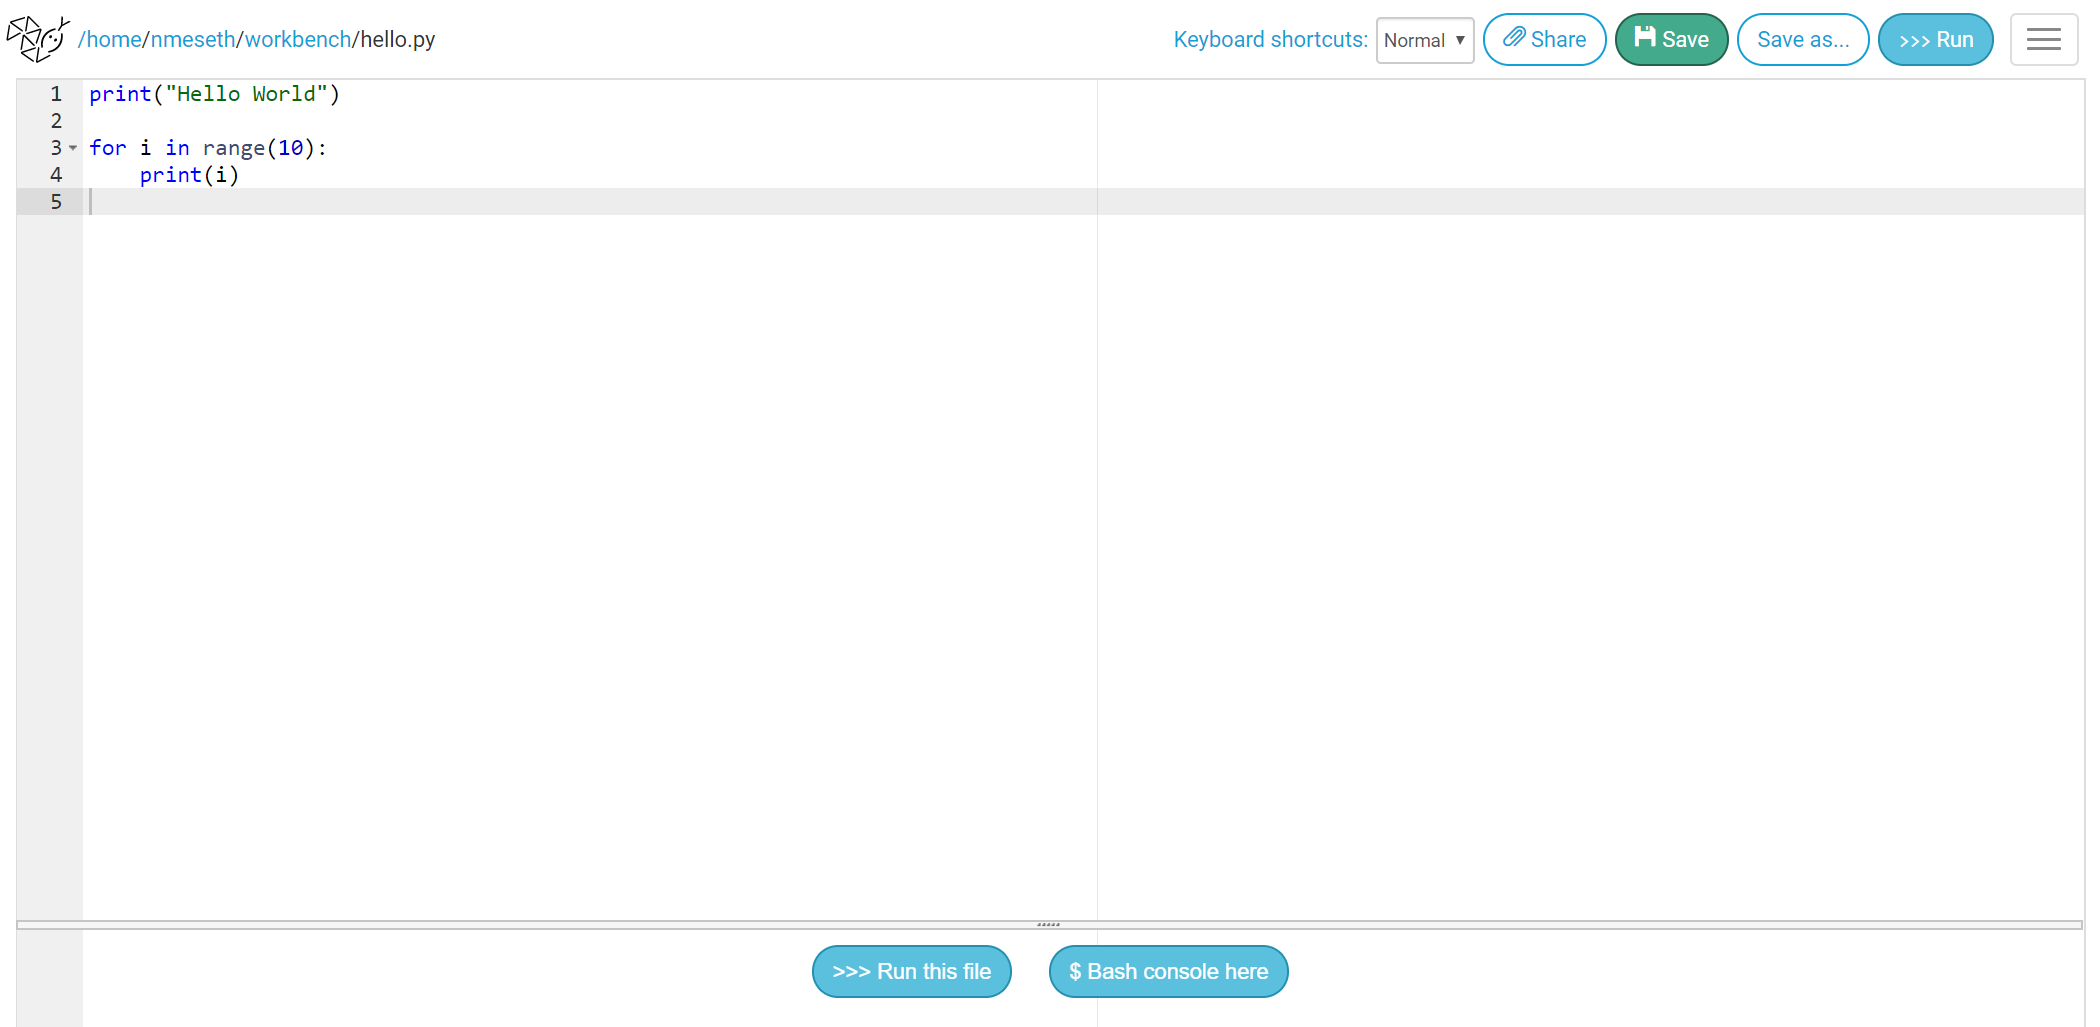 /home/nmeseth/workbench/hello.py Keyboard shortcuts: Normal Share Save Save as... >>> Run
1 print("Hello World")
2
3 for i in range(10):
4     print(i)
5
>>> Run this file $ Bash console here